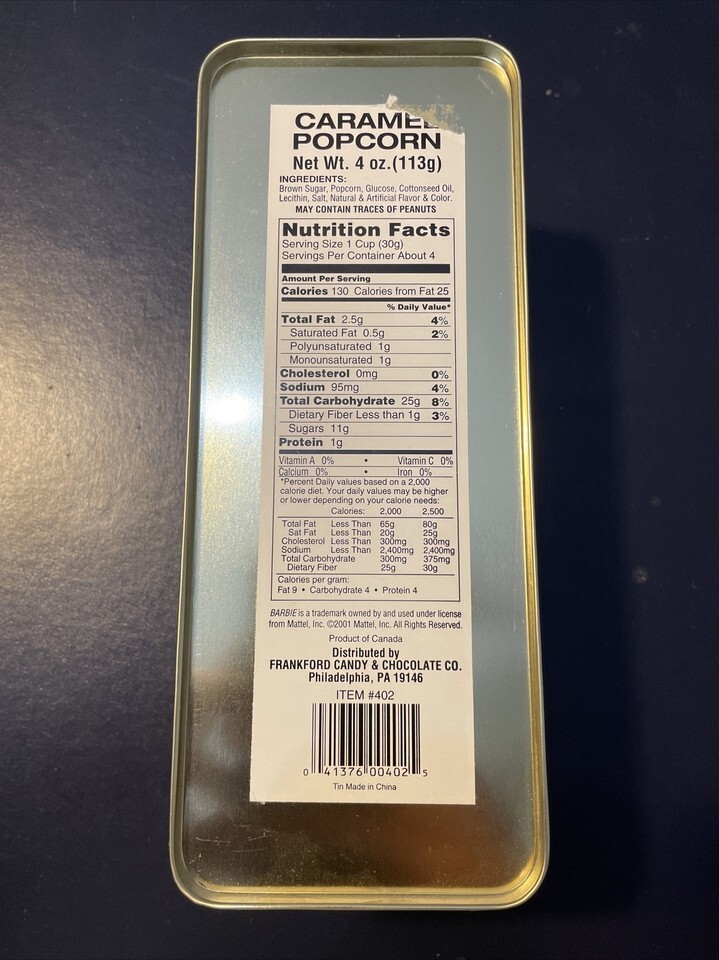 CARAMEL
POPCORN
Net Wt. 4 oz.(113g)
INGREDIENTS:
Brown Sugar, Popcorn, Glucose, Cottonseed Oil,
Lecithin, Salt, Natural & Artificial Flavor & Color.
MAY CONTAIN TRACES OF PEANUTS
Nutrition Facts
Serving Size 1 Cup (30g)
Servings Per Container About 4
Amount Per Serving
Calories 130 Calories from Fat 25
% Daily Value*
Total Fat 2.5g 4%
Saturated Fat 0.5g 2%
Polyunsaturated 1g
Monounsaturated 1g
Cholesterol 0mg 0%
Sodium 95mg 4%
Total Carbohydrate 25g 8%
Dietary Fiber Less than 1g 3%
Sugars 11g
Protein 1g
Vitamin A 0% • Vitamin C 0%
Calcium 0% • Iron 0%
*Percent Daily values based on a 2,000
calorie diet. Your daily values may be higher
or lower depending on your calorie needs:
Calories: 2,000 2,500
Total Fat Less Than 65g 80g
Sat Fat Less Than 20g 25g
Cholesterol Less Than 300mg 300mg
Sodium Less Than 2,400mg 2,400mg
Total Carbohydrate 300mg 375mg
Dietary Fiber 25g 30g
Calories per gram:
Fat 9 • Carbohydrate 4 • Protein 4
BARBIE is a trademark owned by and used under license
from Mattel, Inc. ©2001 Mattel, Inc. All Rights Reserved.
Product of Canada
Distributed by
FRANKFORD CANDY & CHOCOLATE CO.
Philadelphia, PA 19146
ITEM #402
0 41376 00402 5
Tin Made in China